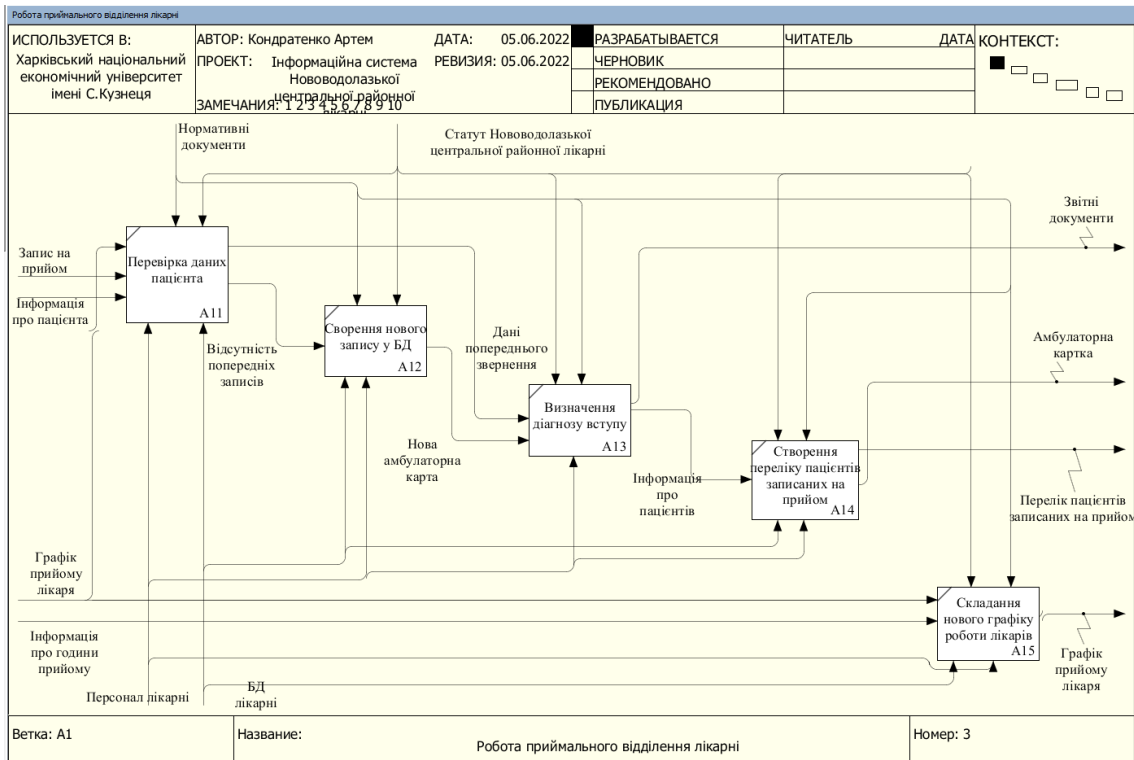 Робота приймального відділення лікарні
ИСПОЛЬЗУЕТСЯ В:
Харківський національний
економічний університет
імені С.Кузнеця
АВТОР: Кондратенко Артем
ДАТА: 05.06.2022
ПРОЕКТ: Інформаційна система
Нововодолазької
центральної районної
РЕВИЗИЯ: 05.06.2022
ЗАМЕЧАНИЯ: 1 2 3 4 5 6 7 8 9 10
РАЗРАБАТЫВАЕТСЯ
ЧЕРНОВИК
РЕКОМЕНДОВАНО
ПУБЛИКАЦИЯ
ЧИТАТЕЛЬ
ДАТА
КОНТЕКСТ:
Нормативні
документи
Статут Нововодолазької
центральної районної лікарні
Звітні
документи
Запис на
прийом
Перевірка даних
пацієнта
A11
Інформація
про пацієнта
Сворення нового
запису у БД
A12
Відсутність
попередніх
записів
Дані
попереднього
звернення
Амбулаторна
картка
Визначення
діагнозу вступу
A13
Нова
амбулаторна
карта
Інформація
про
пацієнтів
Створення
переліку пацієнтів
записаних на
прийом
A14
Перелік пацієнтів
записаних на прийом
Графік
прийому
лікаря
Складання
нового графіку
роботи лікарів
A15
Інформація
про години
прийому
Графік
прийому
лікаря
Персонал лікарні
БД
лікарні
Ветка: A1
Название:
Робота приймального відділення лікарні
Номер: 3